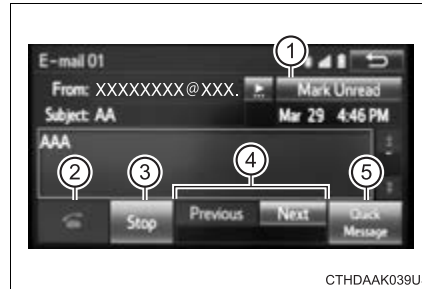 E-mail 01
1
From: XXXXXXXX@XXX. Mark Unread
Subject: AA Mar 29 4:46 PM
AAA
2 3 4 5
Stop Previous Next Quick Message
CTHDAAK039U